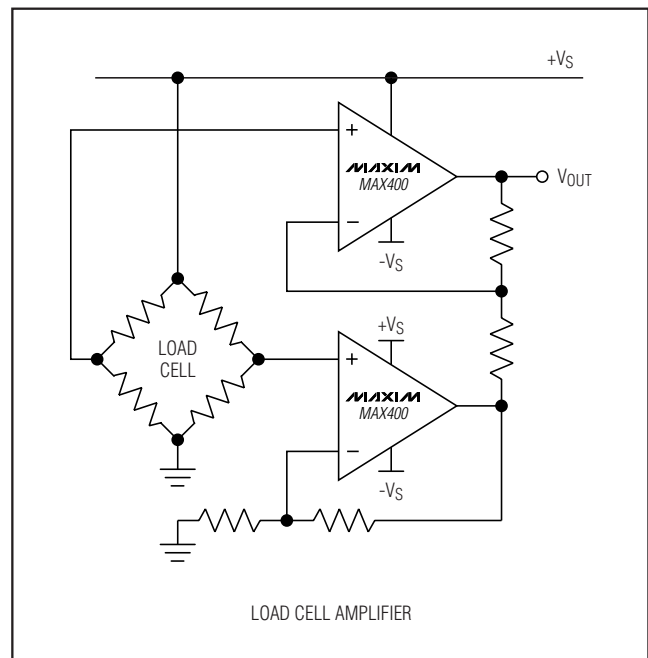 +VS
+
MAXIM
MAX400
VOUT
−
-VS
LOAD
CELL
+VS
+
MAXIM
MAX400
−
-VS
LOAD CELL AMPLIFIER